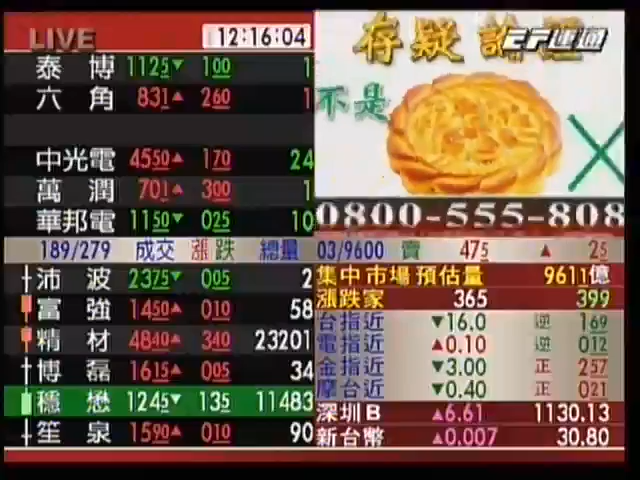 LIVE 12:16:04
泰博 1125▼ 100 1
六角 831▲ 260 1
中光電 4550▲ 170 24
萬潤 701▲ 300 1
華邦電 1150▼ 025 10
189/279 成交 漲跌 總量
沛波 2375▼ 005 2
富強 1450▲ 010 58
精材 4840▲ 340 23201
博磊 1615▲ 005 34
穩懋 1245▼ 135 11483
笙泉 1590▲ 010 90
存疑
不是
0800-555-808
03/9600 賣 475 ▲ 25
集中市場預估量 9611億
漲跌家 365 399
台指近 ▼16.0 逆 169
電指近 ▲0.10 逆 012
金指近 ▼3.00 正 257
摩台近 ▼0.40 正 021
深圳B ▲6.61 1130.13
新台幣 ▲0.007 30.80